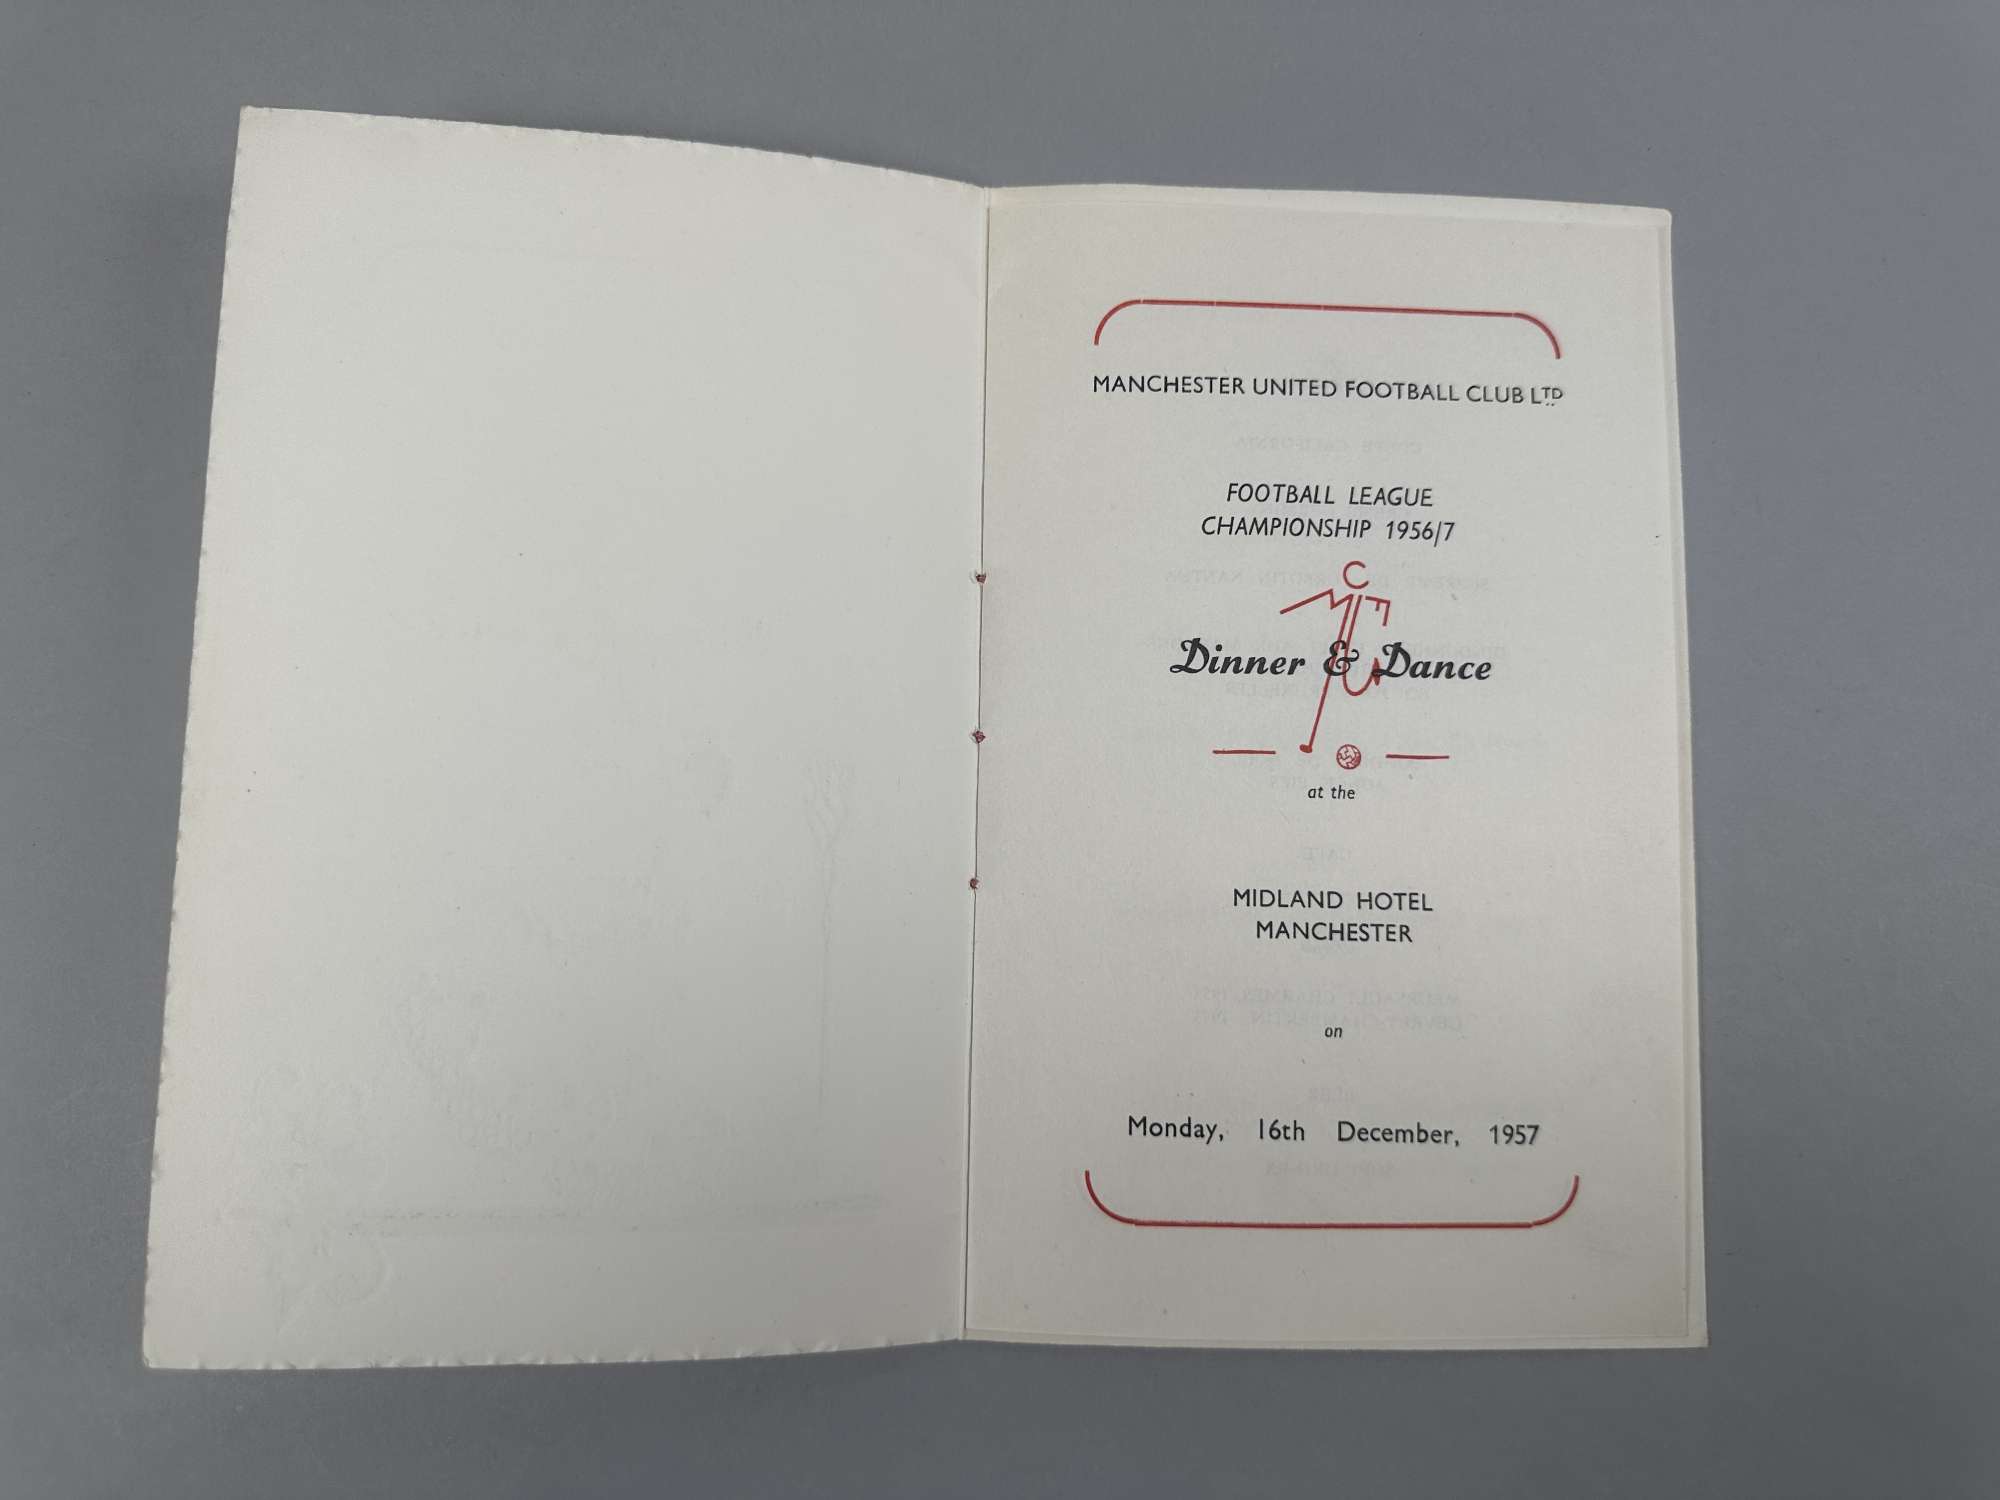 MANCHESTER UNITED FOOTBALL CLUB LTD
FOOTBALL LEAGUE
CHAMPIONSHIP 1956/7
Dinner & Dance
at the
MIDLAND HOTEL
MANCHESTER
on
Monday, 16th December, 1957